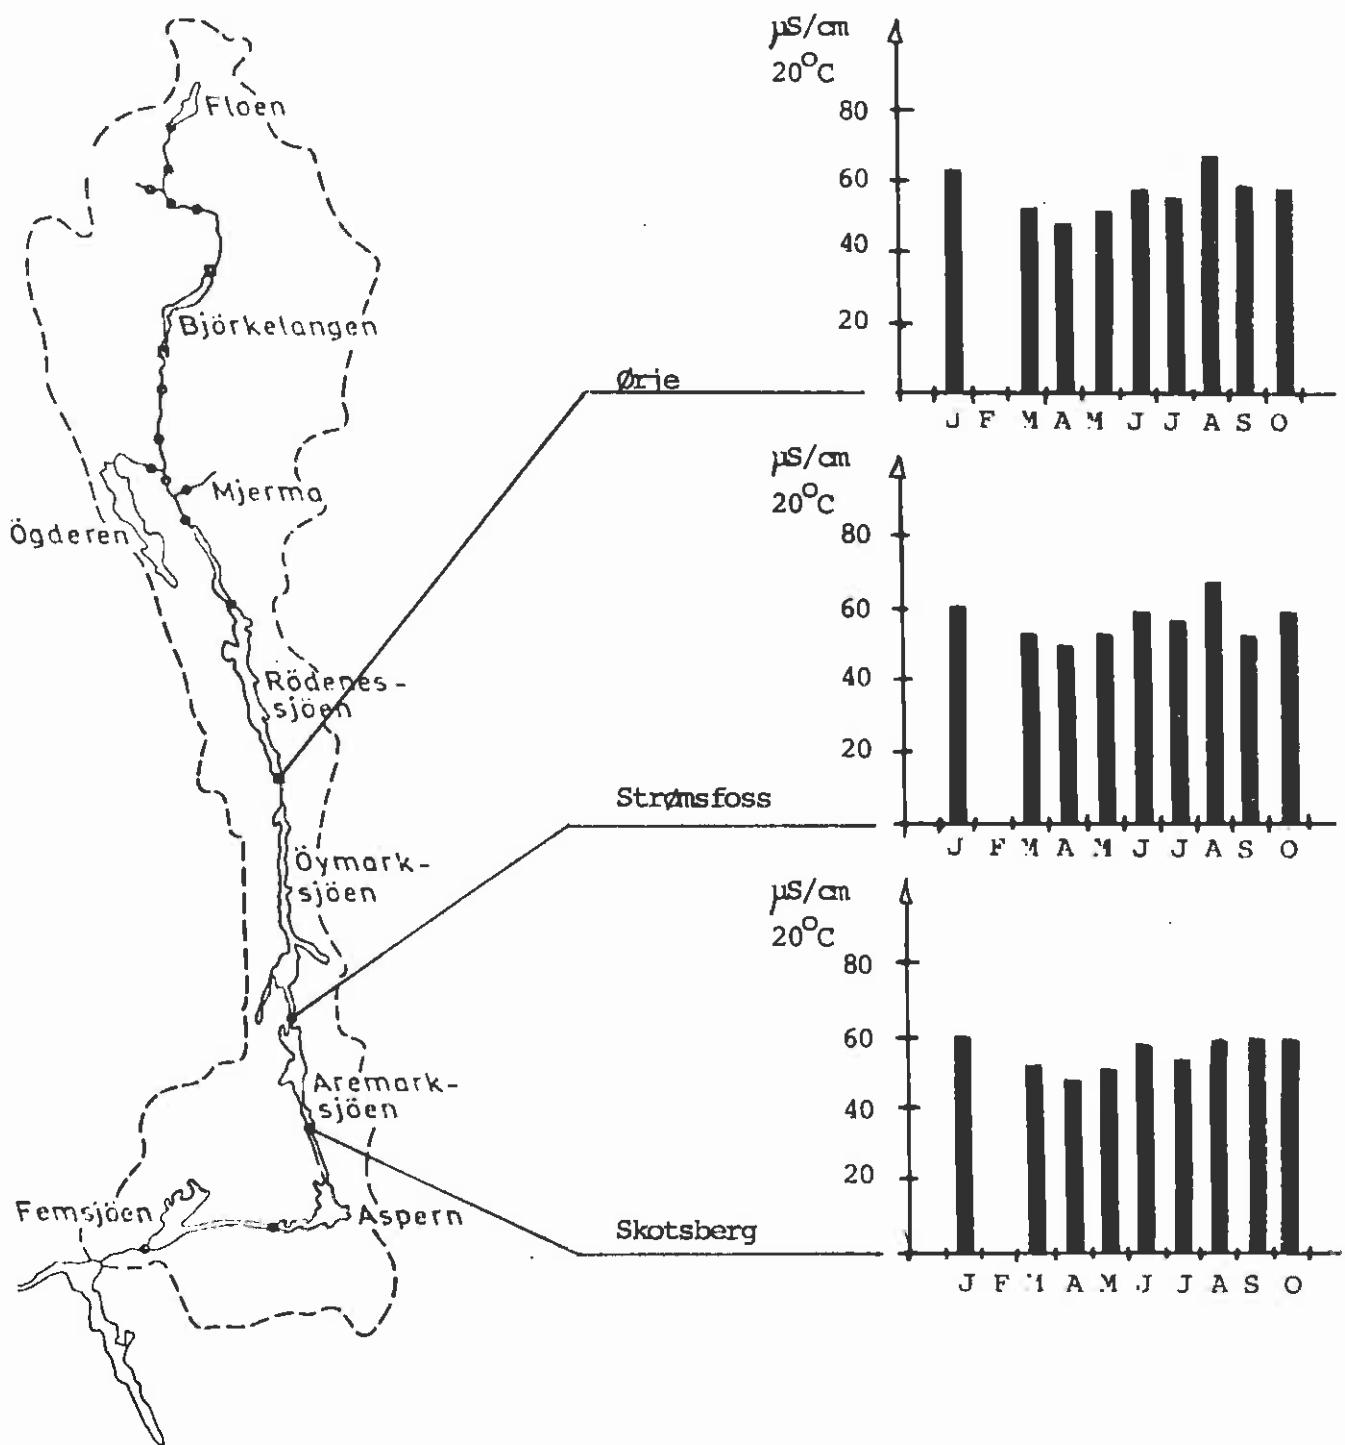 Floen
Björkelangen
Mjerma
Ögderen
Rödenes-
sjöen
Öymark-
sjöen
Aremark-
sjöen
Femsjöen
Aspern
Ørje
µS/cm
20°C
80
60
40
20
J F M A M J J A S O
Strømsfoss
µS/cm
20°C
80
60
40
20
J F M A M J J A S O
Skotsberg
µS/cm
20°C
80
60
40
20
J F M A M J J A S O